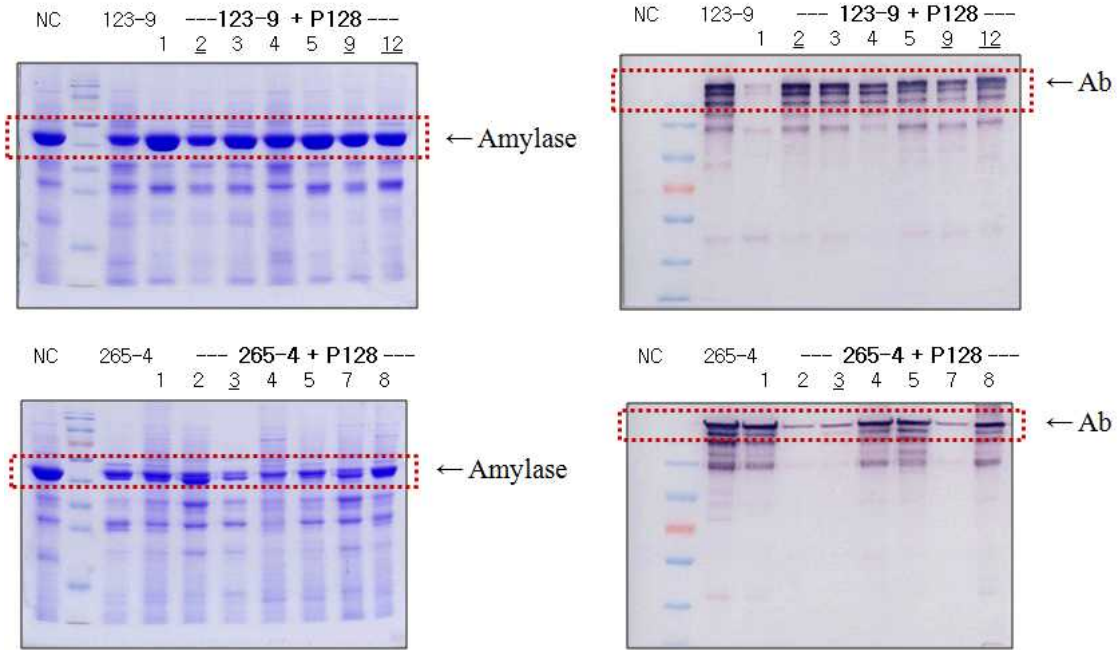 NC 123-9 ---123-9 + P128 ---
1 2 3 4 5 9 12
← Amylase
NC 123-9 --- 123-9 + P128 ---
1 2 3 4 5 9 12
← Ab
NC 265-4 --- 265-4 + P128 ---
1 2 3 4 5 7 8
← Amylase
NC 265-4 --- 265-4 + P128 ---
1 2 3 4 5 7 8
← Ab